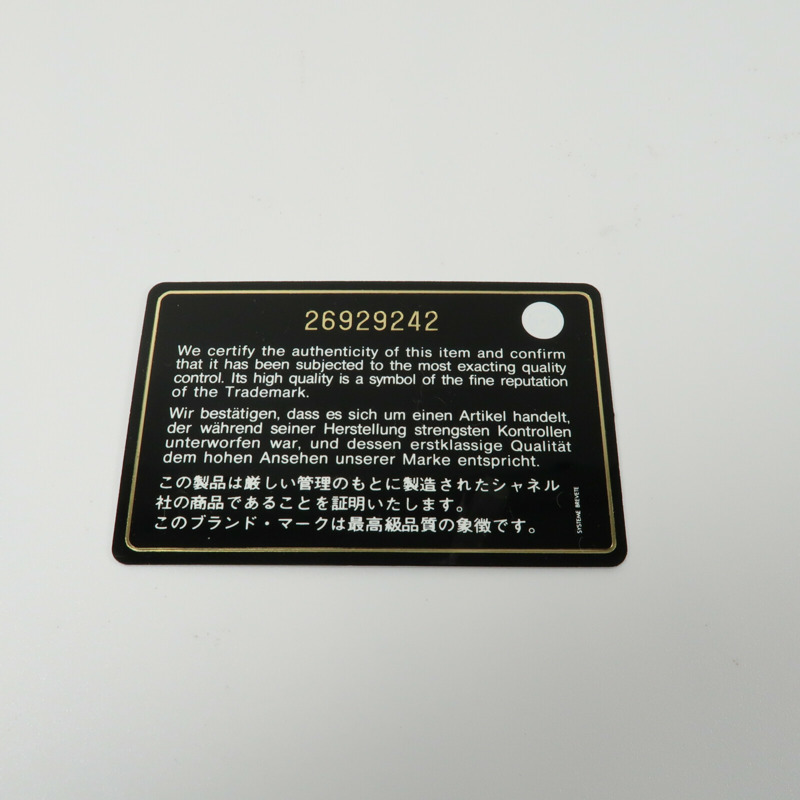 26929242
We certify the authenticity of this item and confirm
that it has been subjected to the most exacting quality
control. Its high quality is a symbol of the fine reputation
of the Trademark.
Wir bestätigen, dass es sich um einen Artikel handelt,
der während seiner Herstellung strengsten Kontrollen
unterworfen war, und dessen erstklassige Qualität
dem hohen Ansehen unserer Marke entspricht.
この製品は厳しい管理のもとに製造されたシャネル
社の商品であることを証明いたします。
このブランド・マークは最高級品質の象徴です。
SYSTEME BREVETE